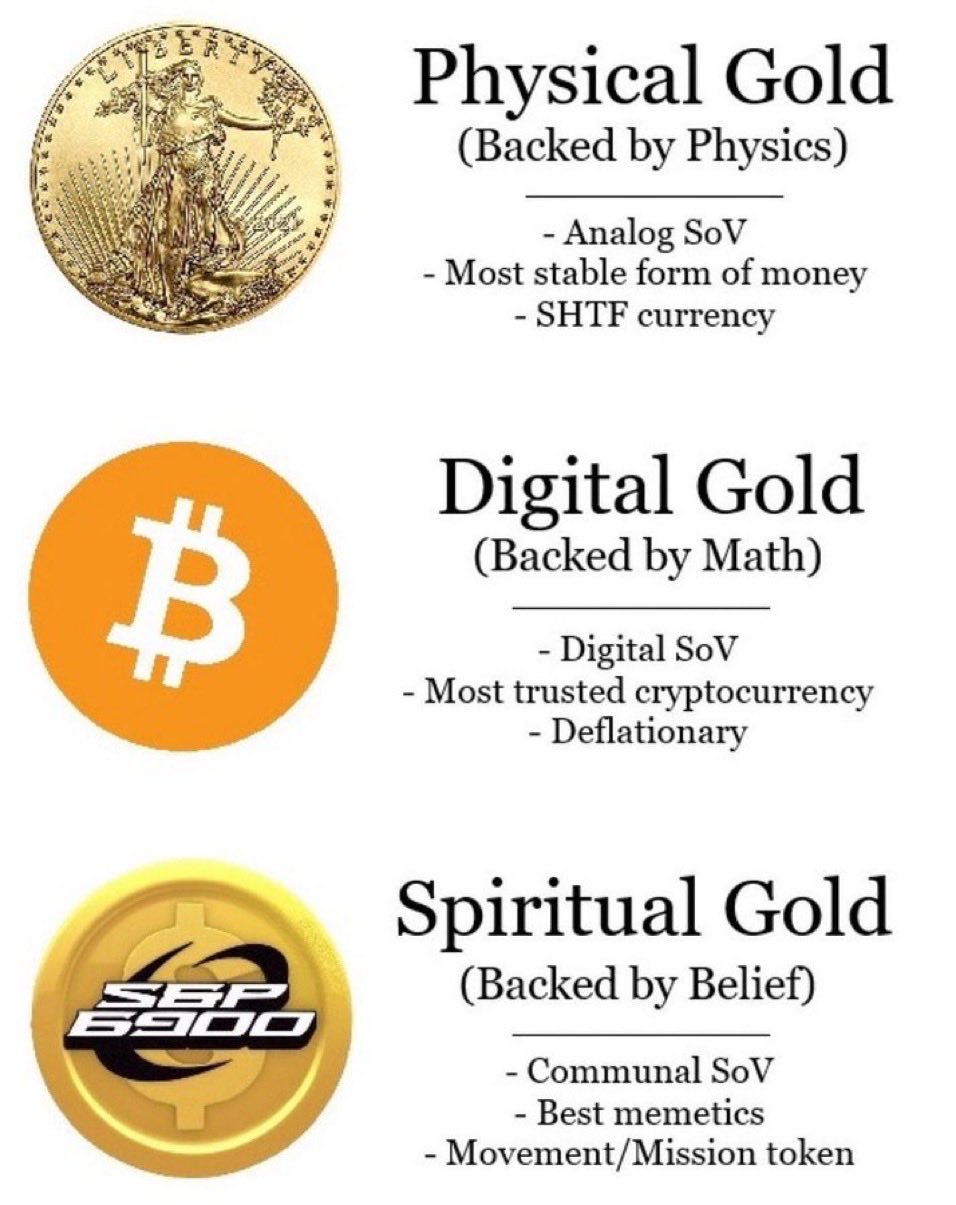 LIBERTY
Physical Gold
(Backed by Physics)
- Analog SoV
- Most stable form of money
- SHTF currency
Digital Gold
(Backed by Math)
- Digital SoV
- Most trusted cryptocurrency
- Deflationary
S6P
6900
Spiritual Gold
(Backed by Belief)
- Communal SoV
- Best memetics
- Movement/Mission token